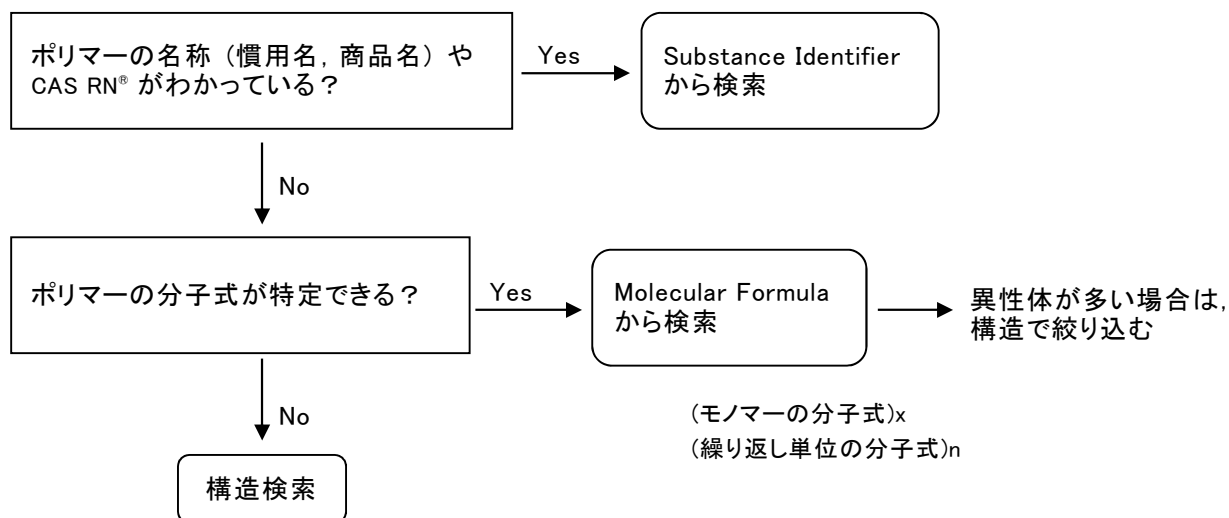 ポリマーの名称（慣用名, 商品名）や
CAS RN® がわかっている？
Yes
Substance Identifier
から検索
No
ポリマーの分子式が特定できる？
Yes
Molecular Formula
から検索
異性体が多い場合は,
構造で絞り込む
(モノマーの分子式)x
(繰り返し単位の分子式)n
No
構造検索